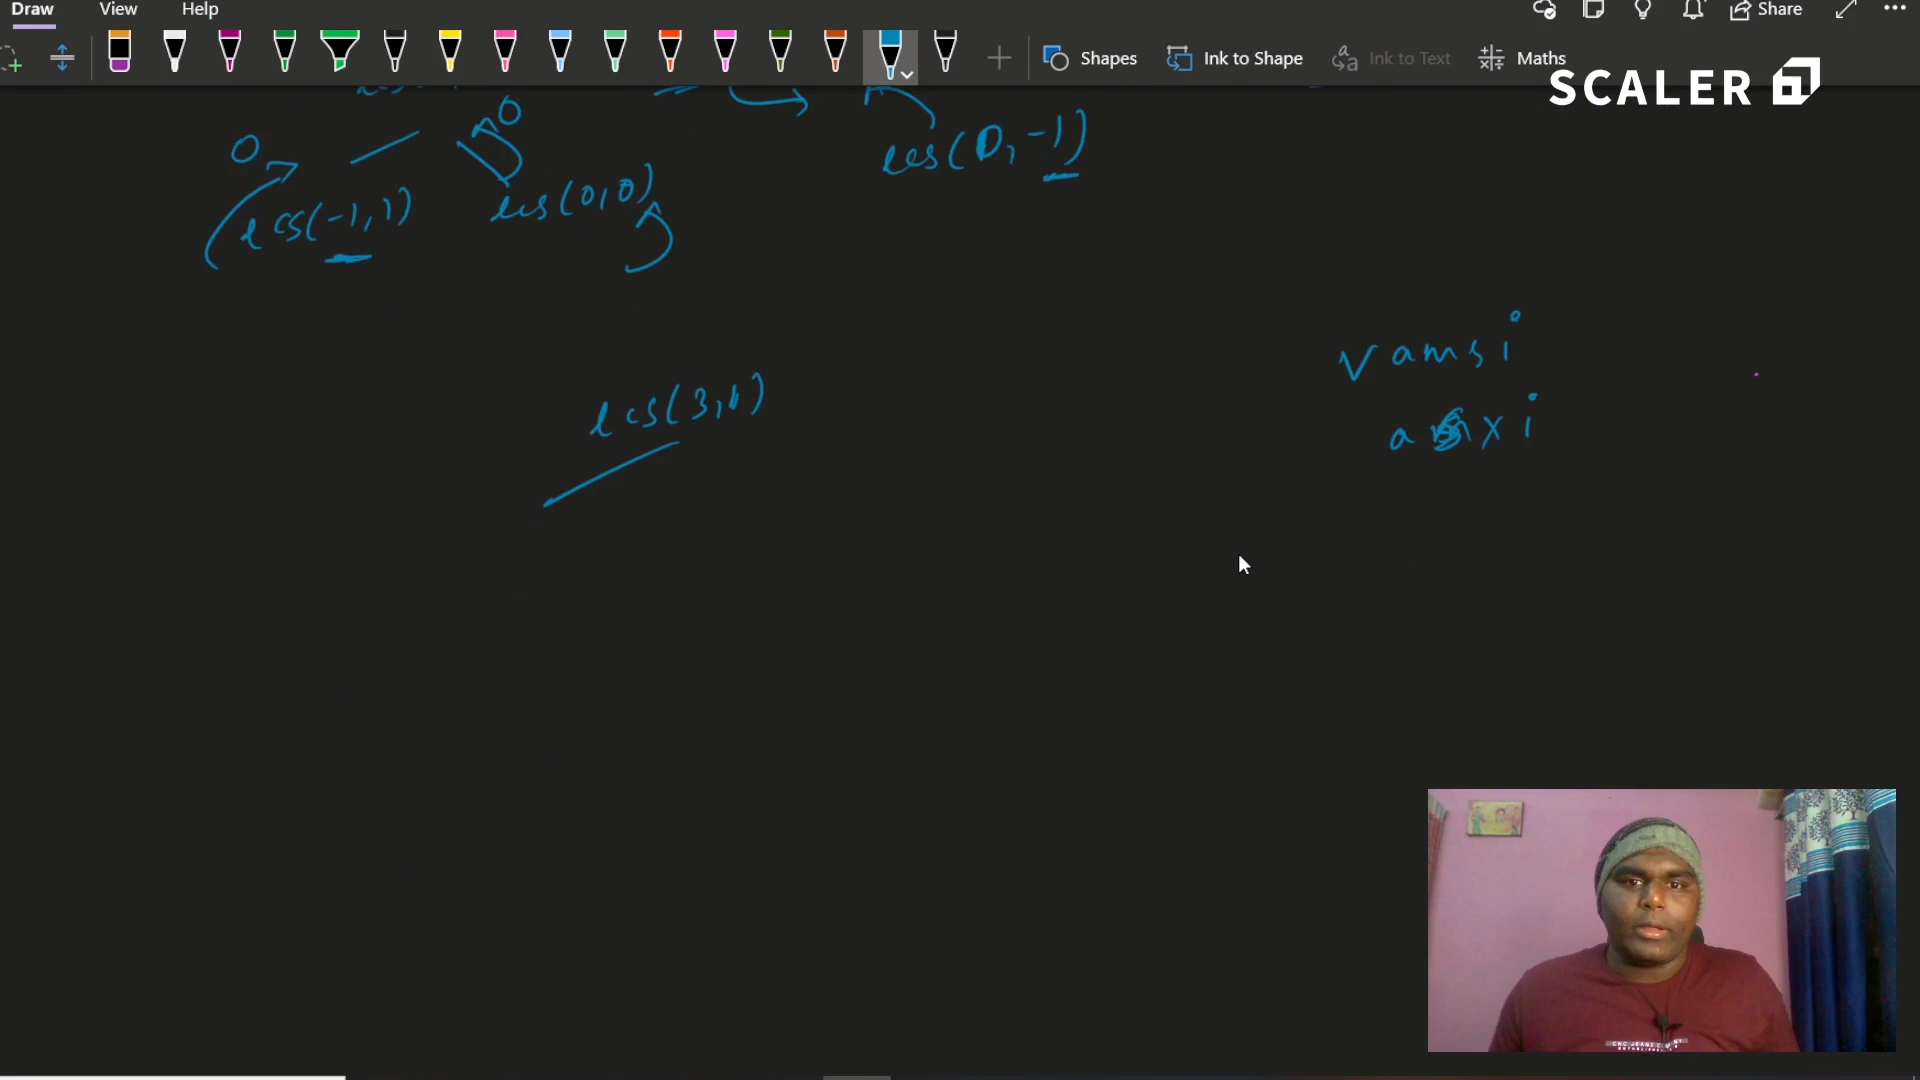 Draw View Help
Share
Shapes Ink to Shape Ink to Text Maths
SCALER
0 0
lcs(0, -1)
lcs(-1, 1) lcs(0, 0)
vamsi
lcs(3,
a x i